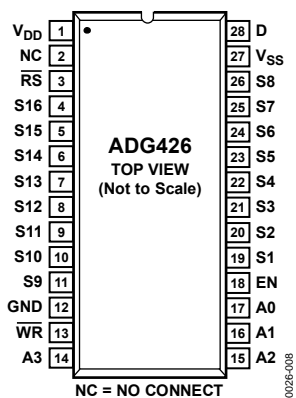 VDD 1 28 D
NC 2 27 VSS
RS 3 26 S8
S16 4 25 S7
S15 5 24 S6
S14 6 23 S5
S13 7 22 S4
S12 8 21 S3
S11 9 20 S2
S10 10 19 S1
S9 11 18 EN
GND 12 17 A0
WR 13 16 A1
A3 14 15 A2
ADG426
TOP VIEW
(Not to Scale)
NC = NO CONNECT
0026-008